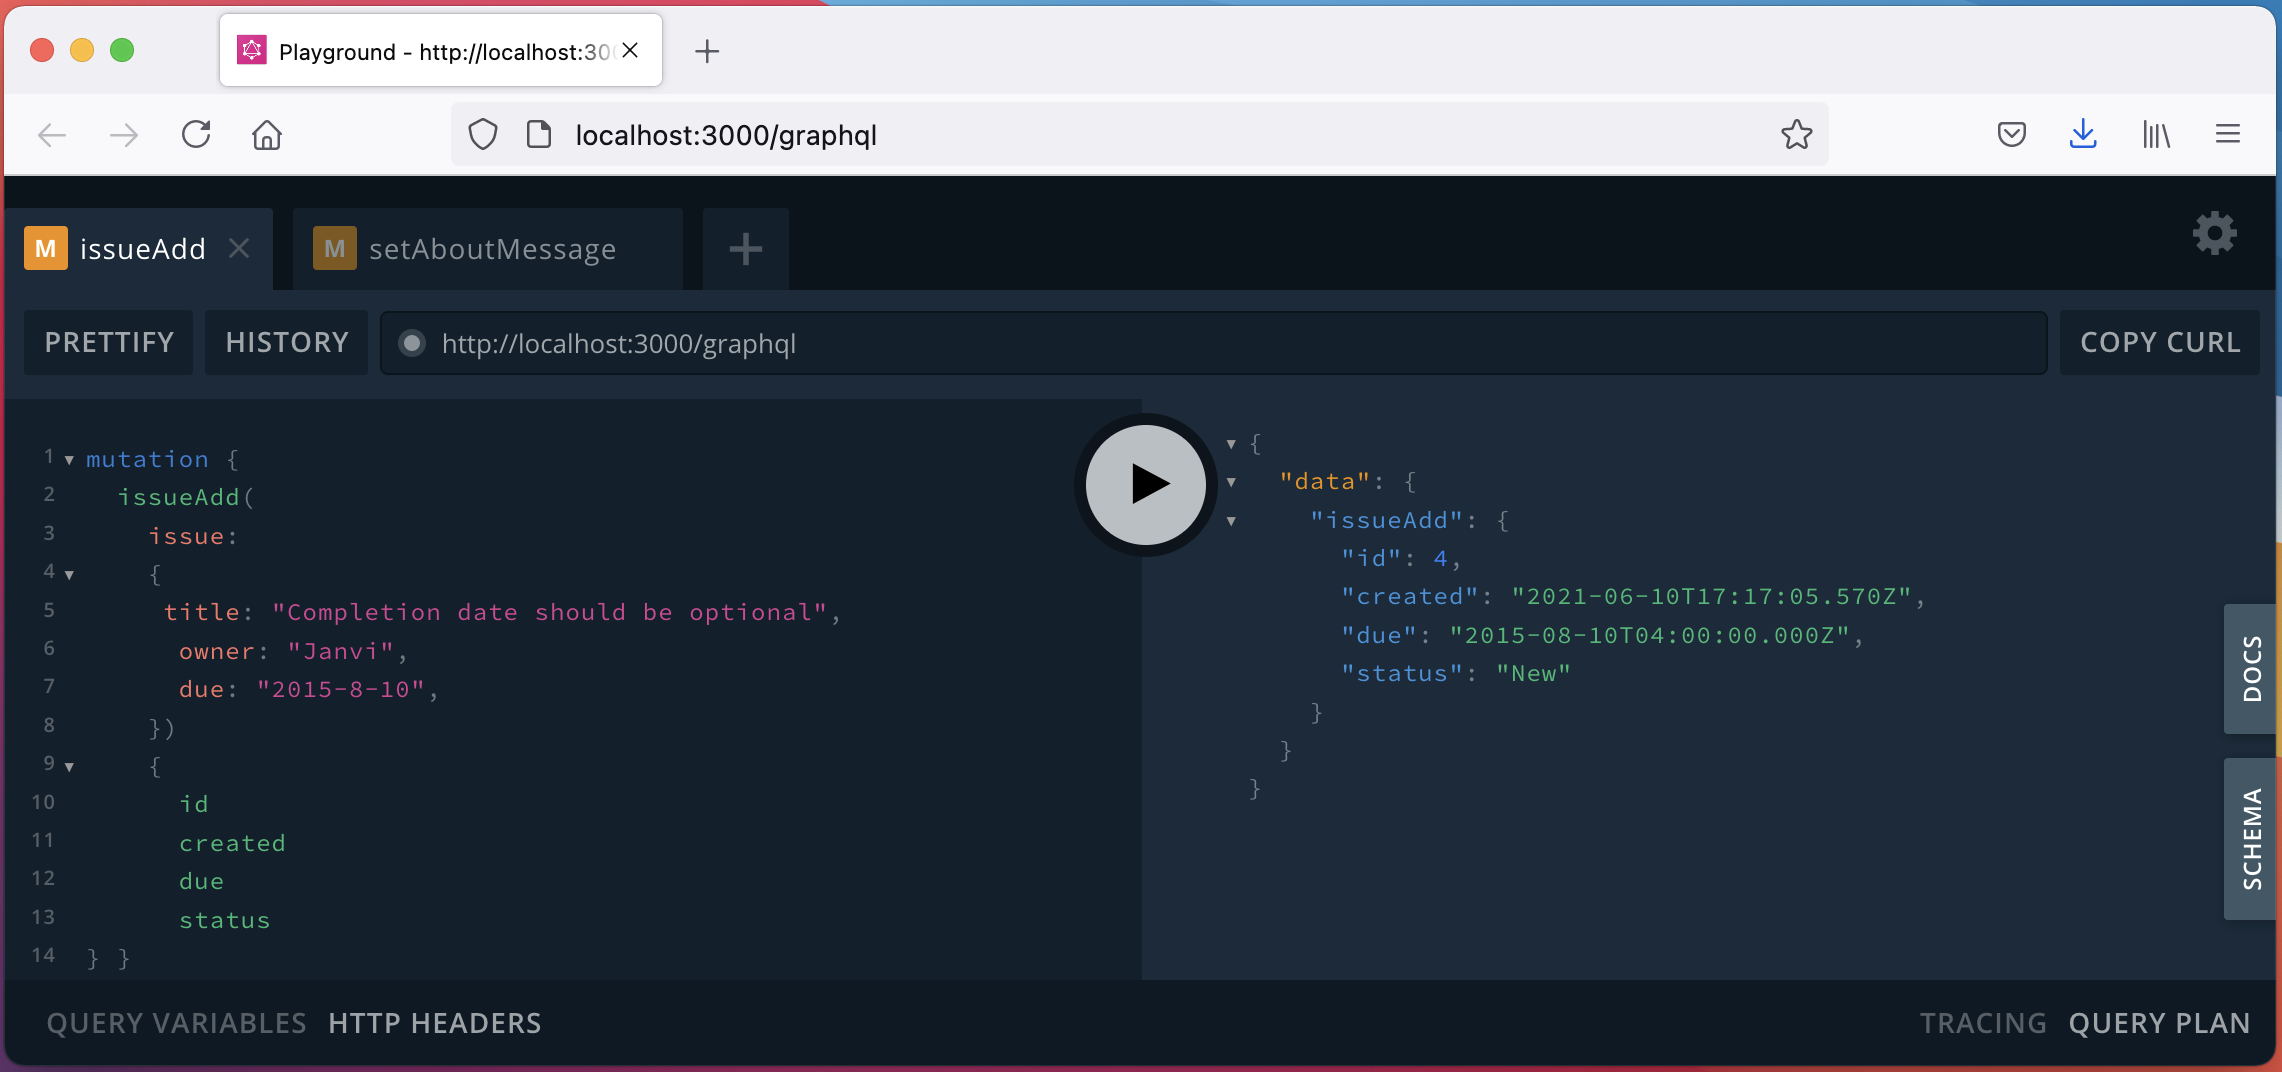 Playground - http://localhost:300
localhost:3000/graphql
M issueAdd
M setAboutMessage
PRETTIFY
HISTORY
http://localhost:3000/graphql
COPY CURL
1 mutation {
2 issueAdd(
3 issue:
4 {
5 title: "Completion date should be optional",
6 owner: "Janvi",
7 due: "2015-8-10",
8 })
9 {
10 id
11 created
12 due
13 status
14 } }
{
"data": {
"issueAdd": {
"id": 4,
"created": "2021-06-10T17:17:05.570Z",
"due": "2015-08-10T04:00:00.000Z",
"status": "New"
}
}
}
DOCS
SCHEMA
QUERY VARIABLES HTTP HEADERS
TRACING QUERY PLAN